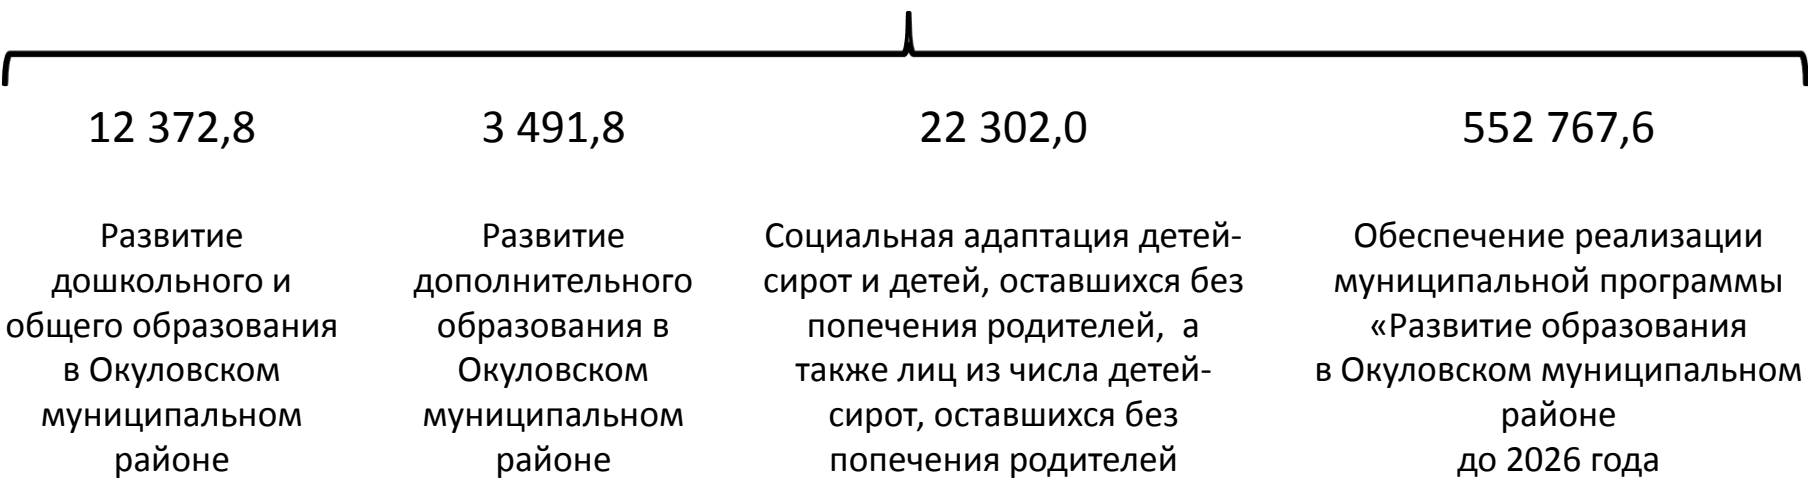 12 372,8
Развитие
дошкольного и
общего образования
в Окуловском
муниципальном
районе
3 491,8
Развитие
дополнительного
образования в
Окуловском
муниципальном
районе
22 302,0
Социальная адаптация детей-
сирот и детей, оставшихся без
попечения родителей, а
также лиц из числа детей-
сирот, оставшихся без
попечения родителей
552 767,6
Обеспечение реализации
муниципальной программы
«Развитие образования
в Окуловском муниципальном
районе
до 2026 года